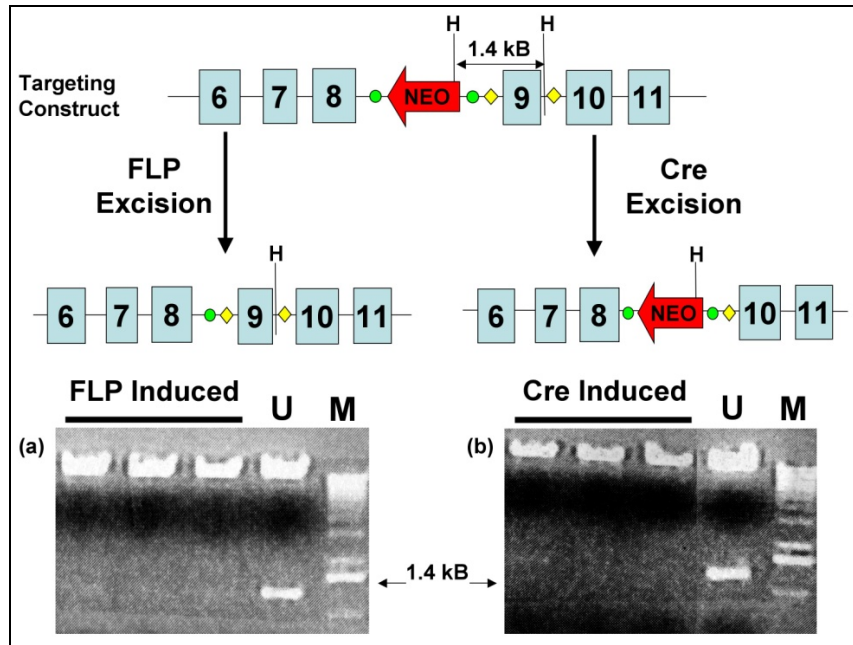 H H
1.4 kB
Targeting
Construct
6 7 8 NEO 9 10 11
FLP
Excision
Cre
Excision
H
6 7 8 9 10 11
H
6 7 8 NEO 10 11
FLP Induced U M
(a)
Cre Induced U M
(b)
1.4 kB